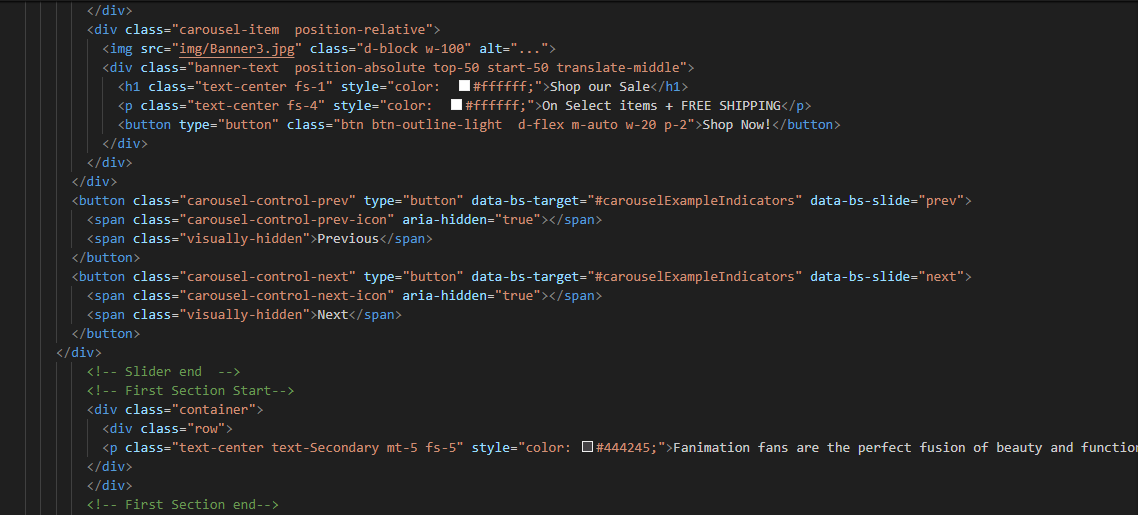 </div>
<div class="carousel-item  position-relative">
<img src="img/Banner3.jpg" class="d-block w-100" alt="...">
<div class="banner-text  position-absolute top-50 start-50 translate-middle">
<h1 class="text-center fs-1" style="color:  #ffffff;">Shop our Sale</h1>
<p class="text-center fs-4" style="color:  #ffffff;">On Select items + FREE SHIPPING</p>
<button type="button" class="btn btn-outline-light  d-flex m-auto w-20 p-2">Shop Now!</button>
</div>
</div>
</div>
<button class="carousel-control-prev" type="button" data-bs-target="#carouselExampleIndicators" data-bs-slide="prev">
<span class="carousel-control-prev-icon" aria-hidden="true"></span>
<span class="visually-hidden">Previous</span>
</button>
<button class="carousel-control-next" type="button" data-bs-target="#carouselExampleIndicators" data-bs-slide="next">
<span class="carousel-control-next-icon" aria-hidden="true"></span>
<span class="visually-hidden">Next</span>
</button>
</div>
<!-- Slider end  -->
<!-- First Section Start-->
<div class="container">
<div class="row">
<p class="text-center text-Secondary mt-5 fs-5" style="color: #444245;">Fanimation fans are the perfect fusion of beauty and function
</div>
</div>
<!-- First Section end-->